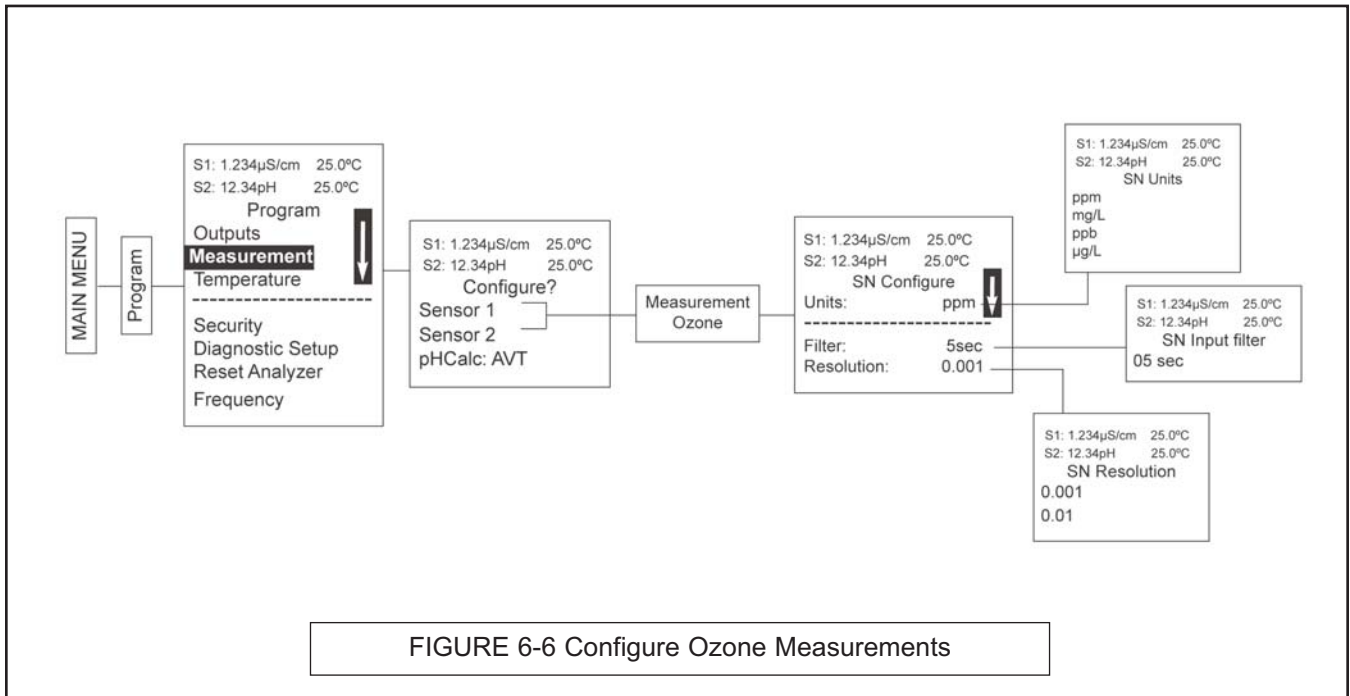 MAIN MENU
Program
S1: 1.234µS/cm 25.0ºC
S2: 12.34pH 25.0ºC
Program
Outputs
Measurement
Temperature
Security
Diagnostic Setup
Reset Analyzer
Frequency
S1: 1.234µS/cm 25.0ºC
S2: 12.34pH 25.0ºC
Configure?
Sensor 1
Sensor 2
pHCalc: AVT
Measurement
Ozone
S1: 1.234µS/cm 25.0ºC
S2: 12.34pH 25.0ºC
SN Configure
Units: ppm
Filter: 5sec
Resolution: 0.001
S1: 1.234µS/cm 25.0ºC
S2: 12.34pH 25.0ºC
SN Units
ppm
mg/L
ppb
µg/L
S1: 1.234µS/cm 25.0ºC
S2: 12.34pH 25.0ºC
SN Input filter
05 sec
S1: 1.234µS/cm 25.0ºC
S2: 12.34pH 25.0ºC
SN Resolution
0.001
0.01
FIGURE 6-6 Configure Ozone Measurements